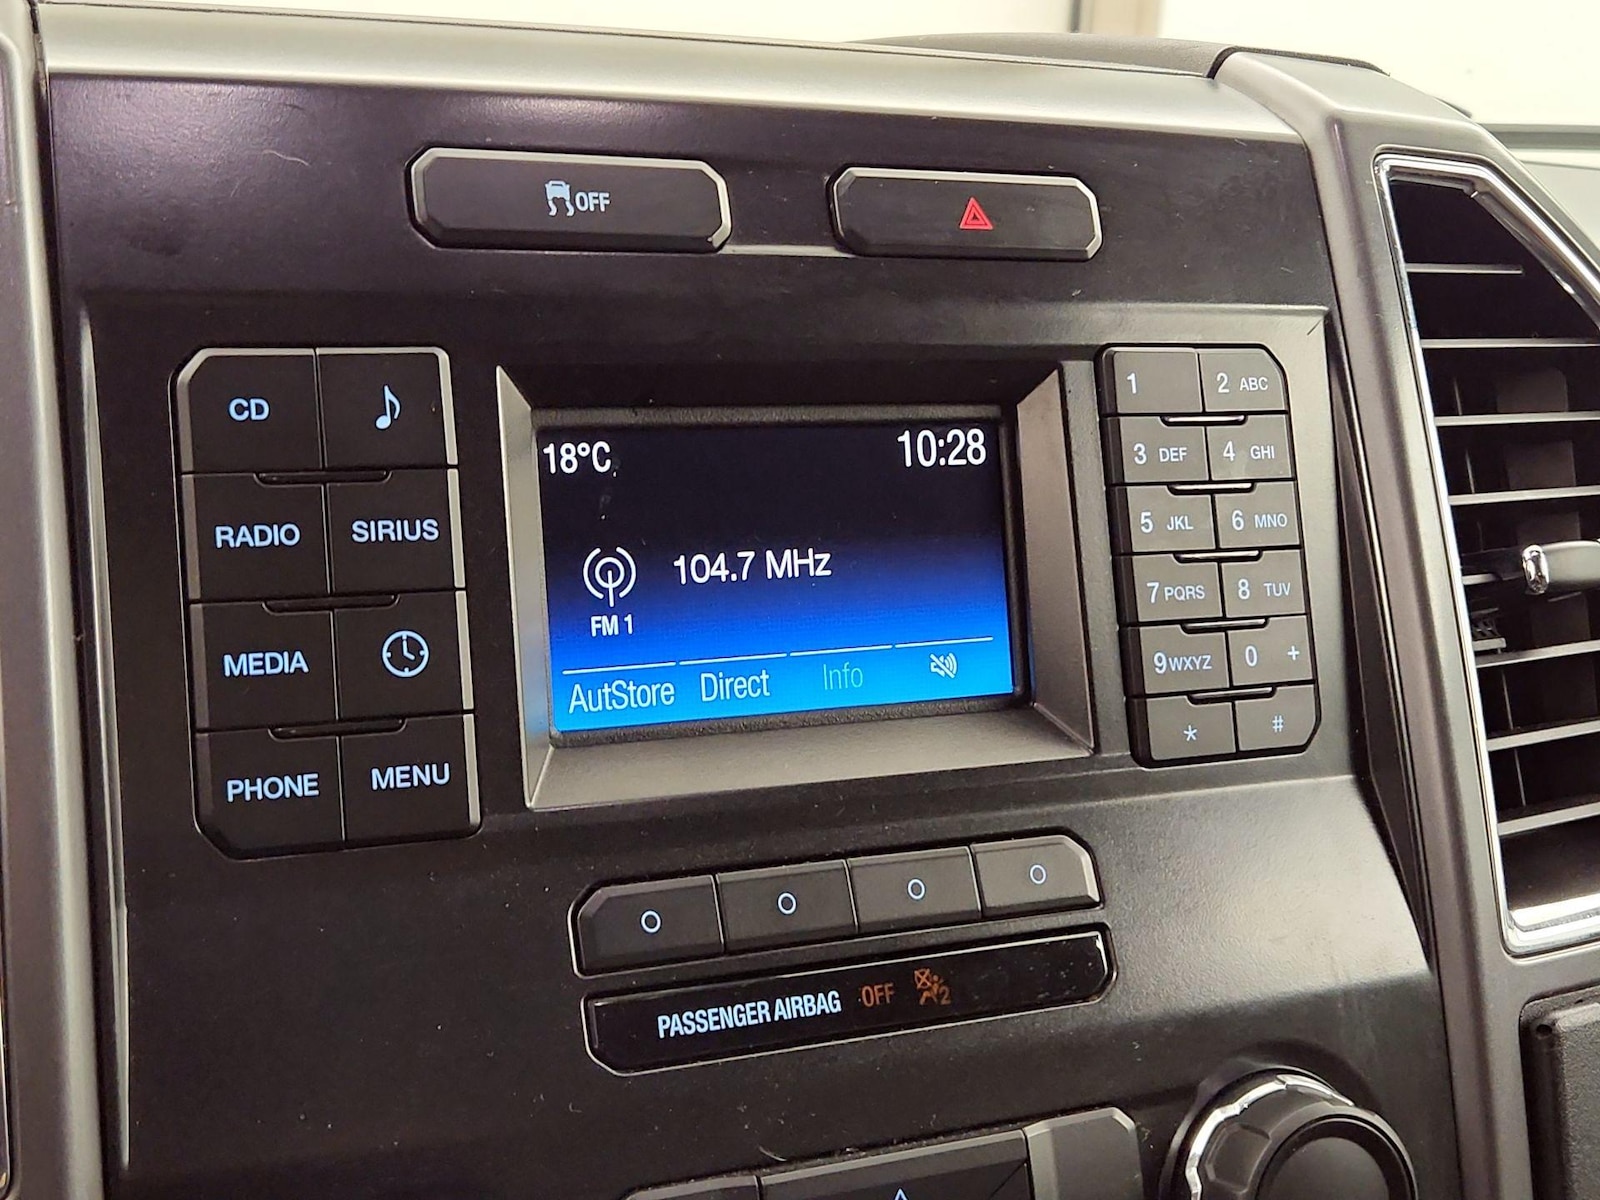 OFF
18°C
10:28
104.7 MHz
FM 1
AutStore Direct Info
CD
RADIO SIRIUS
MEDIA
PHONE MENU
1 2 ABC
3 DEF 4 GHI
5 JKL 6 MNO
7 PQRS 8 TUV
9 WXYZ 0 +
* #
PASSENGER AIRBAG OFF 2